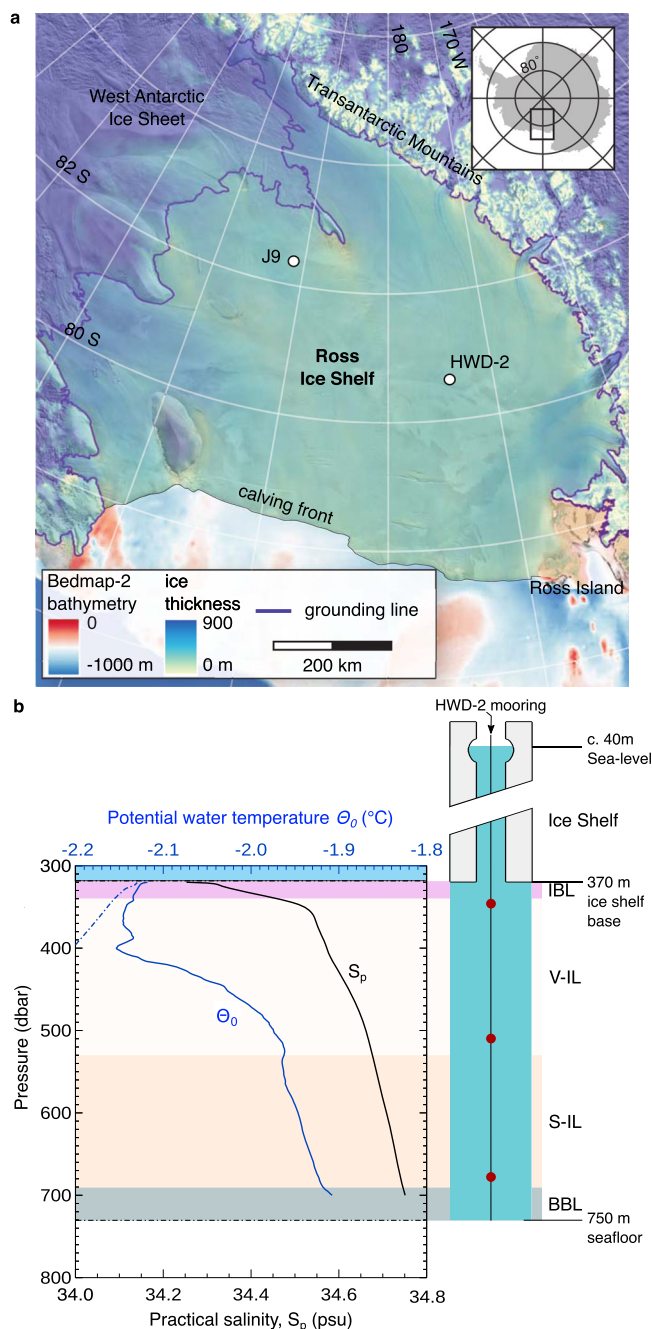 a
180
170 W
80°
West Antarctic
Ice Sheet
Transantarctic Mountains
82 S
J9
80 S
Ross
Ice Shelf
HWD-2
calving front
Ross Island
Bedmap-2
bathymetry
0
-1000 m
ice
thickness
900
0 m
grounding line
200 km
b
HWD-2 mooring
c. 40m
Sea-level
Potential water temperature Θ0 (°C)
-2.2 -2.1 -2.0 -1.9 -1.8
Ice Shelf
300
400
500
600
700
800
Pressure (dbar)
IBL
370 m
ice shelf
base
V-IL
Sp
Θ0
S-IL
BBL
750 m
seafloor
34.0 34.2 34.4 34.6 34.8
Practical salinity, Sp (psu)